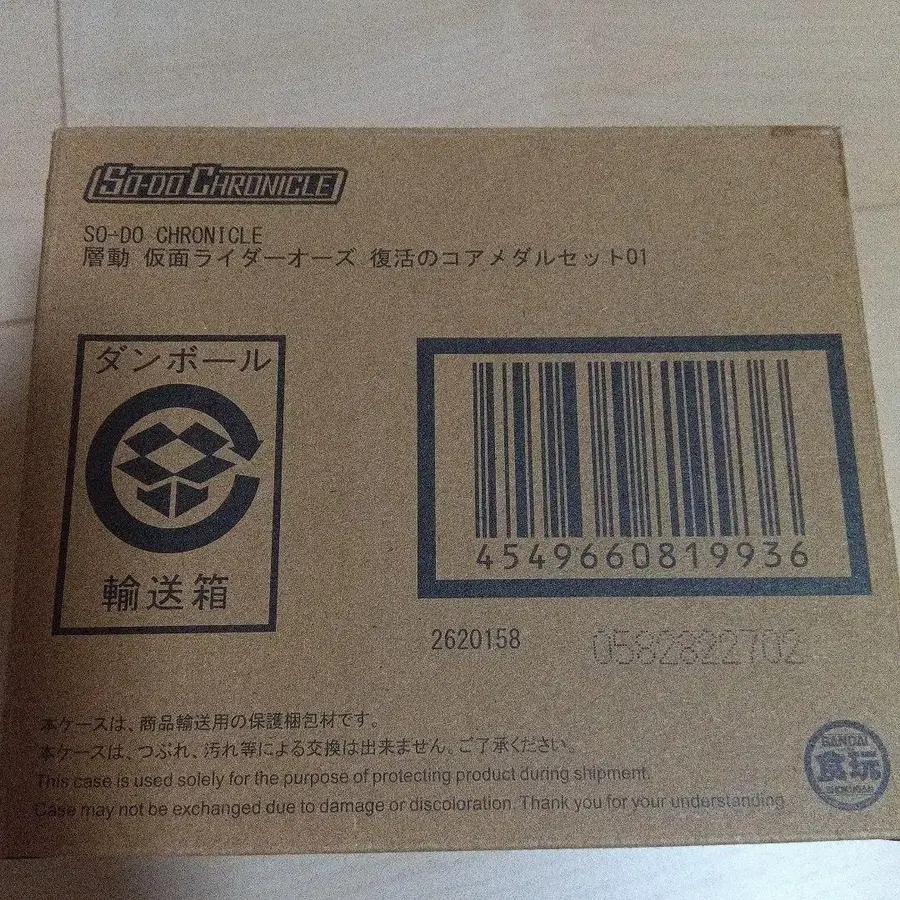 SO-DO CHRONICLE
SO-DO CHRONICLE
層動 仮面ライダーオーズ 復活のコアメダルセット01
ダンボール
輸送箱
4549660819936
2620158
0582822702
本ケースは、商品輸送用の保護梱包材です。
本ケースは、つぶれ、汚れ等による交換は出来ません。ご了承ください。
This case is used solely for the purpose of protecting product during shipment.
Case may not be exchanged due to damage or discoloration. Thank you for your understanding.
BANDAI
食玩
SHOKUGAN